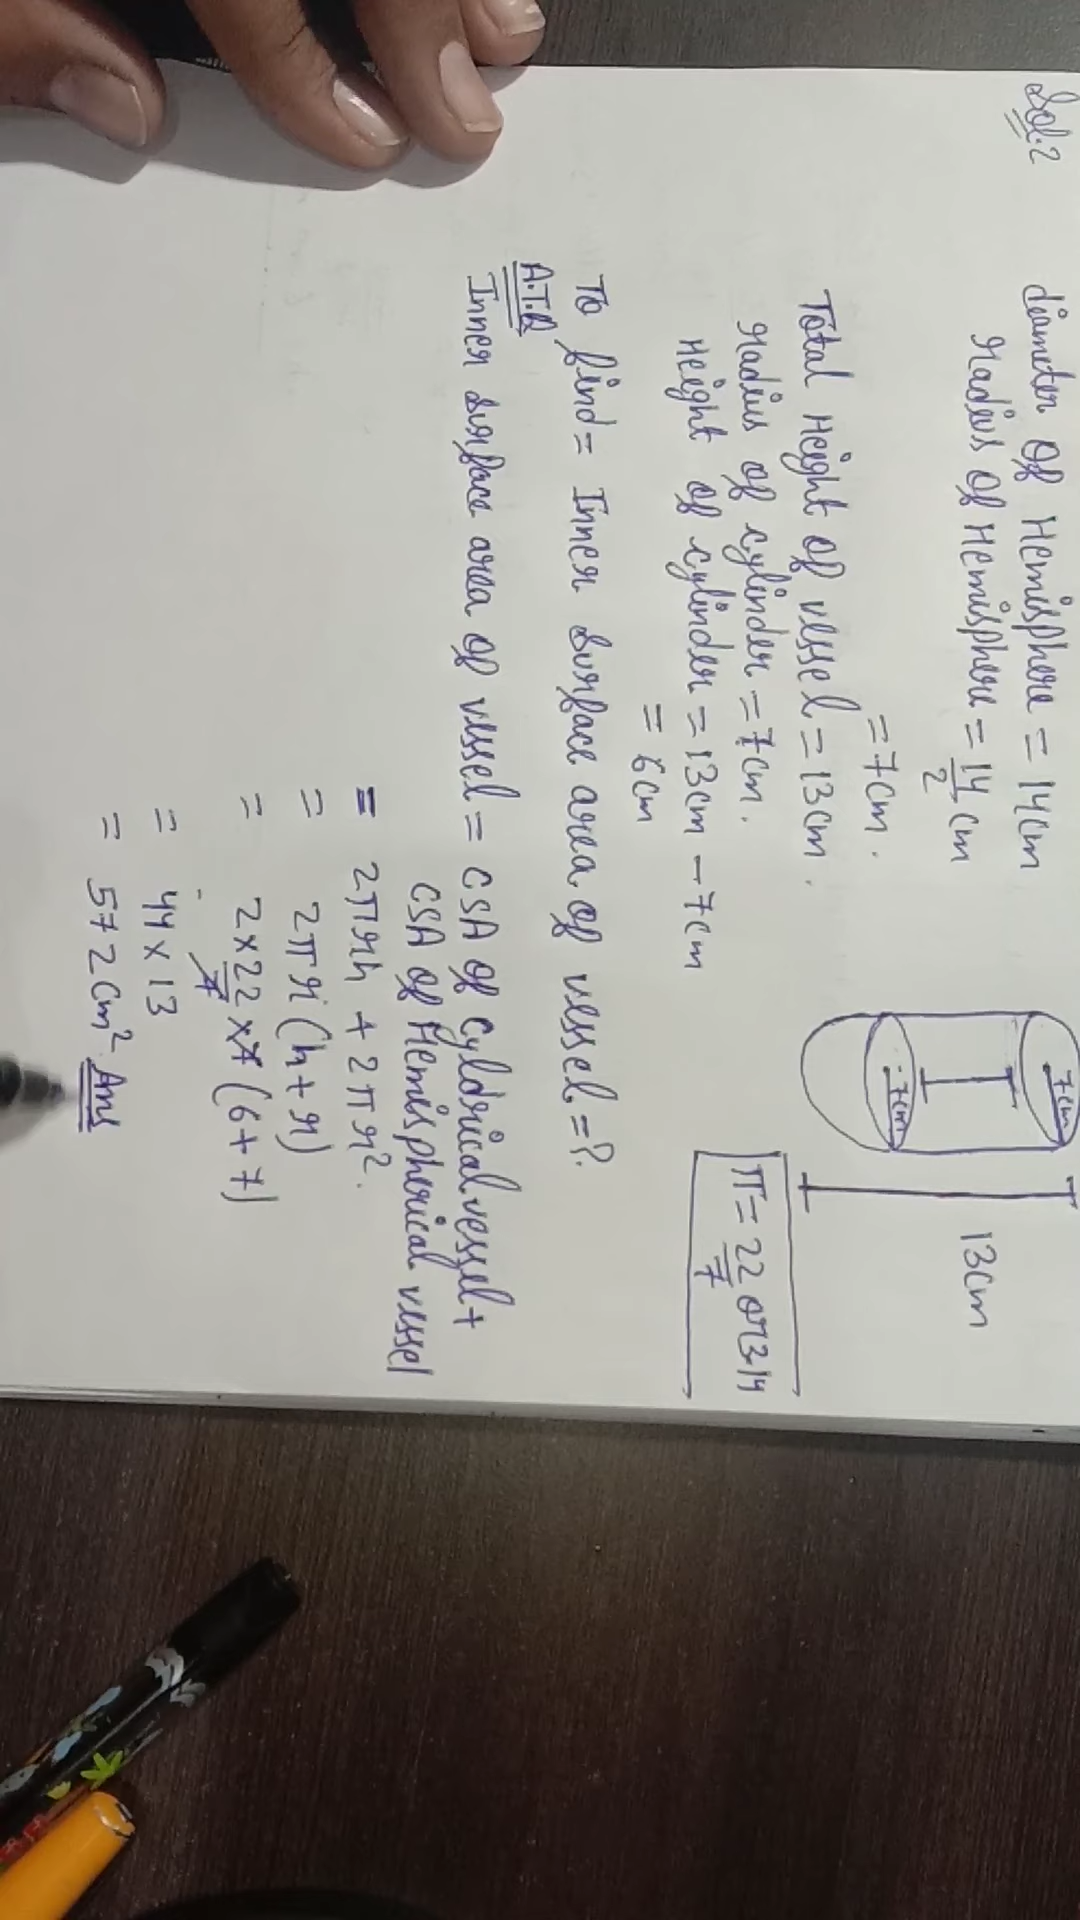 Sol.2
diameter of Hemisphere = 14cm
radius of Hemisphere = 14/2 cm
= 7cm.
Total Height of vessel = 13cm.
radius of cylinder = 7cm.
Height of cylinder = 13cm - 7cm
= 6cm
7cm
7cm
13cm
π = 22/7 or 3.14
To find = Inner surface area of vessel = ?
A.T.Q
Inner surface area of vessel = CSA of Cyldrical vessel +
CSA of Hemispherical vessel
= 2πrh + 2πr².
= 2πr (h + r)
= 2 × 22/7 × 7 (6 + 7)
= 44 × 13
= 572 cm² Ans